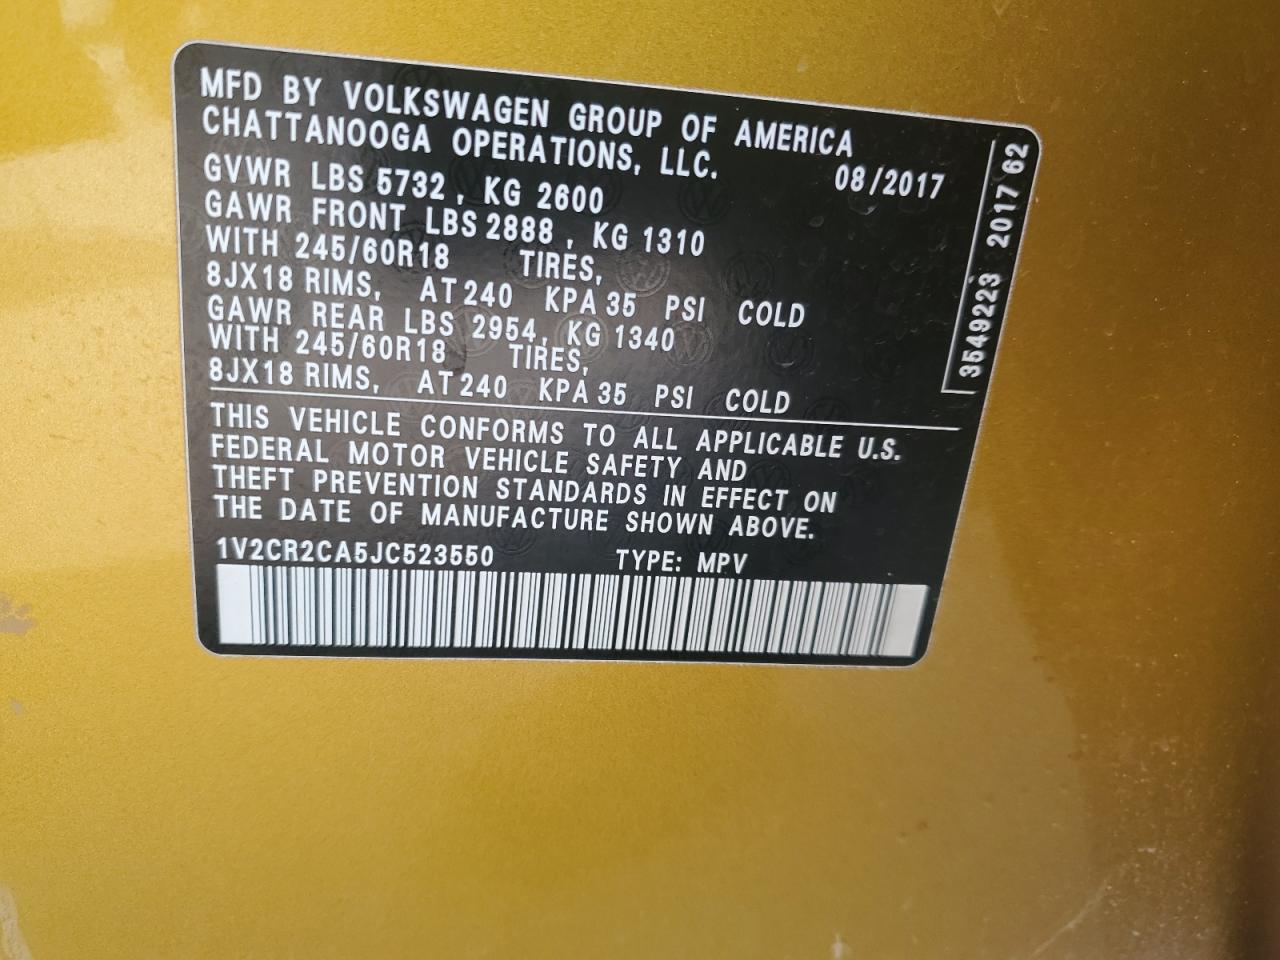 MFD BY VOLKSWAGEN GROUP OF AMERICA
CHATTANOOGA OPERATIONS, LLC. 08/2017
GVWR LBS 5732, KG 2600
GAWR FRONT LBS 2888, KG 1310
WITH 245/60R18 TIRES,
8JX18 RIMS, AT 240 KPA 35 PSI COLD
GAWR REAR LBS 2954, KG 1340
WITH 245/60R18 TIRES,
8JX18 RIMS, AT 240 KPA 35 PSI COLD
THIS VEHICLE CONFORMS TO ALL APPLICABLE U.S.
FEDERAL MOTOR VEHICLE SAFETY AND
THEFT PREVENTION STANDARDS IN EFFECT ON
THE DATE OF MANUFACTURE SHOWN ABOVE.
1V2CR2CA5JC523550 TYPE: MPV
3549223 2017 62